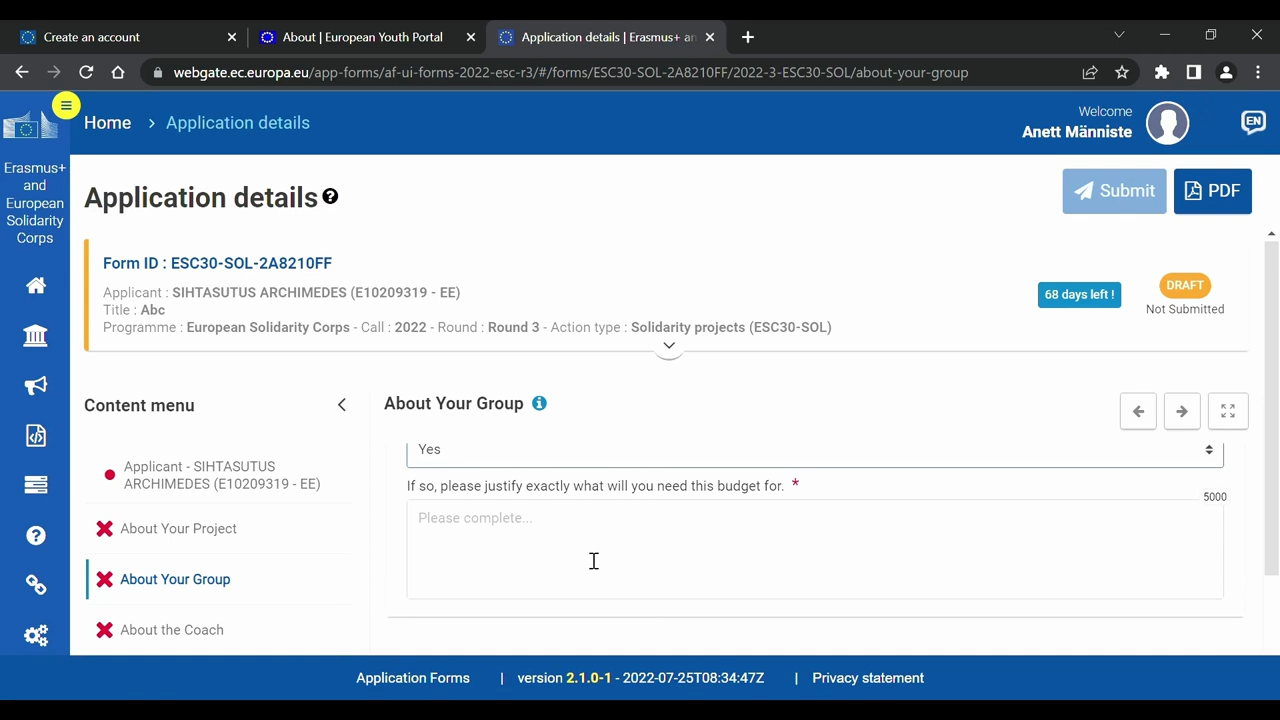 Create an account
About | European Youth Portal
Application details | Erasmus+ an
webgate.ec.europa.eu/app-forms/af-ui-forms-2022-esc-r3/#/forms/ESC30-SOL-2A8210FF/2022-3-ESC30-SOL/about-your-group
Erasmus+
and
European
Solidarity
Corps
Home > Application details
Welcome
Anett Männiste
EN
Application details
Submit
PDF
Form ID : ESC30-SOL-2A8210FF
Applicant : SIHTASUTUS ARCHIMEDES (E10209319 - EE)
Title : Abc
Programme : European Solidarity Corps - Call : 2022 - Round : Round 3 - Action type : Solidarity projects (ESC30-SOL)
68 days left !
DRAFT
Not Submitted
Content menu
Applicant - SIHTASUTUS
ARCHIMEDES (E10209319 - EE)
About Your Project
About Your Group
About the Coach
About Your Group
Yes
If so, please justify exactly what will you need this budget for. *
5000
Please complete...
Application Forms | version 2.1.0-1 - 2022-07-25T08:34:47Z | Privacy statement